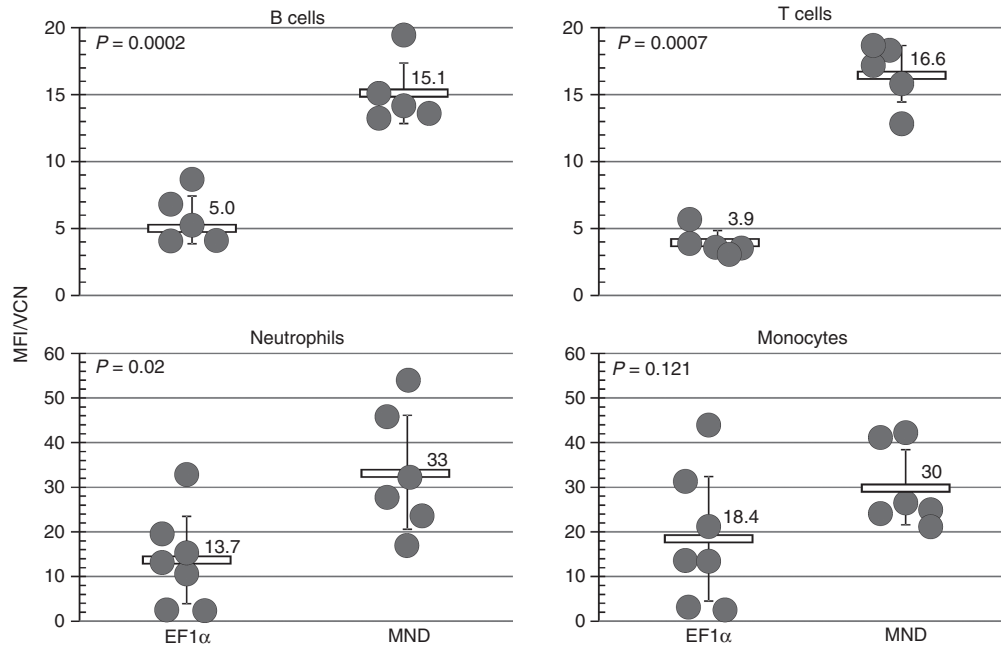 B cells
T cells
20
15
10
5
0
P = 0.0002
5.0
15.1
20
15
10
5
0
P = 0.0007
3.9
16.6
MFI/VCN
Neutrophils
Monocytes
60
50
40
30
20
10
0
P = 0.02
13.7
33
60
50
40
30
20
10
0
P = 0.121
18.4
30
EF1α
MND
EF1α
MND